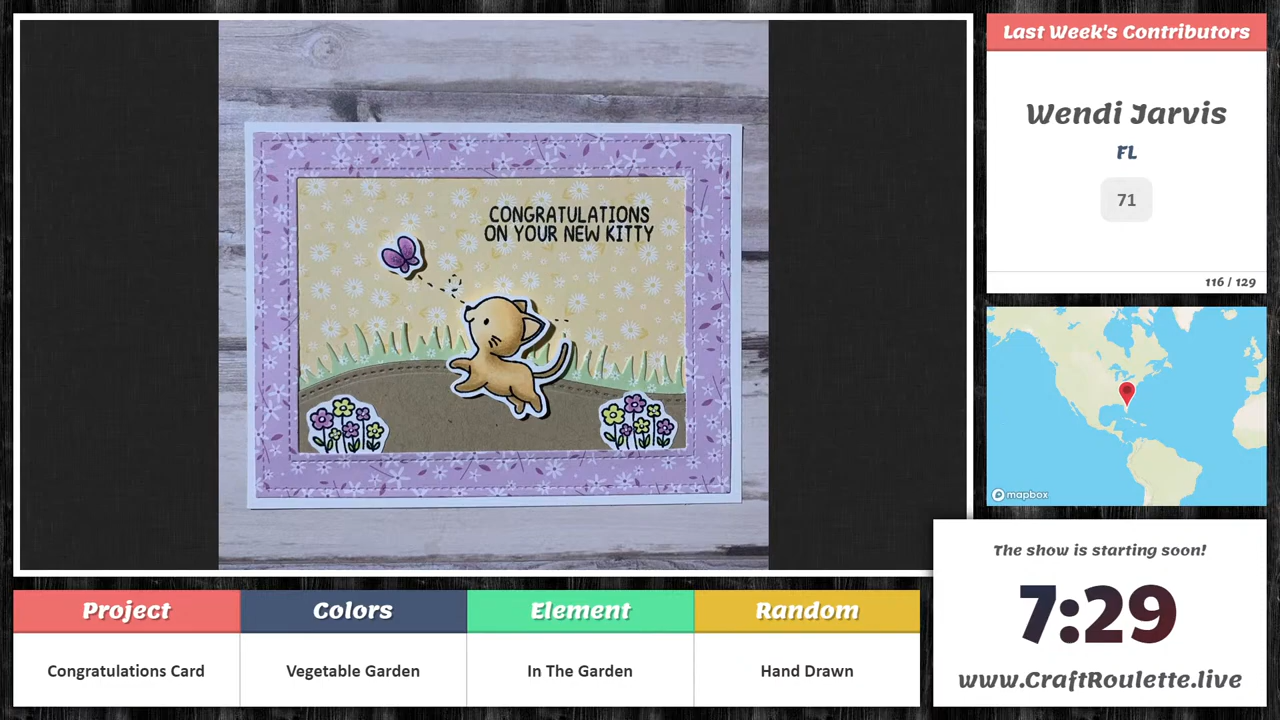 Last Week's Contributors
Wendi Jarvis
FL
71
116 / 129
CONGRATULATIONS
ON YOUR NEW KITTY
mapbox
The show is starting soon!
7:29
www.CraftRoulette.live
Project
Colors
Element
Random
Congratulations Card
Vegetable Garden
In The Garden
Hand Drawn